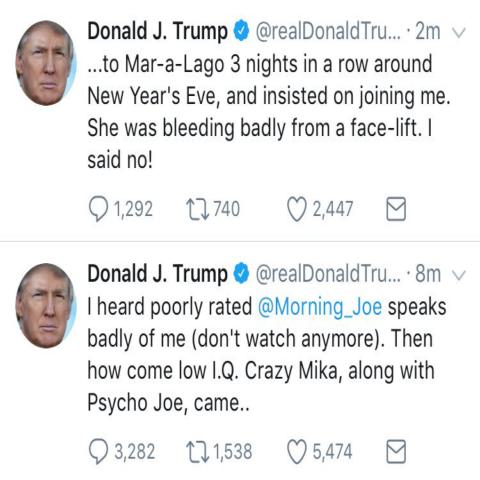 Donald J. Trump @realDonaldTru... · 2m
...to Mar-a-Lago 3 nights in a row around
New Year's Eve, and insisted on joining me.
She was bleeding badly from a face-lift. I
said no!
1,292 740 2,447
Donald J. Trump @realDonaldTru... · 8m
I heard poorly rated @Morning_Joe speaks
badly of me (don't watch anymore). Then
how come low I.Q. Crazy Mika, along with
Psycho Joe, came..
3,282 1,538 5,474